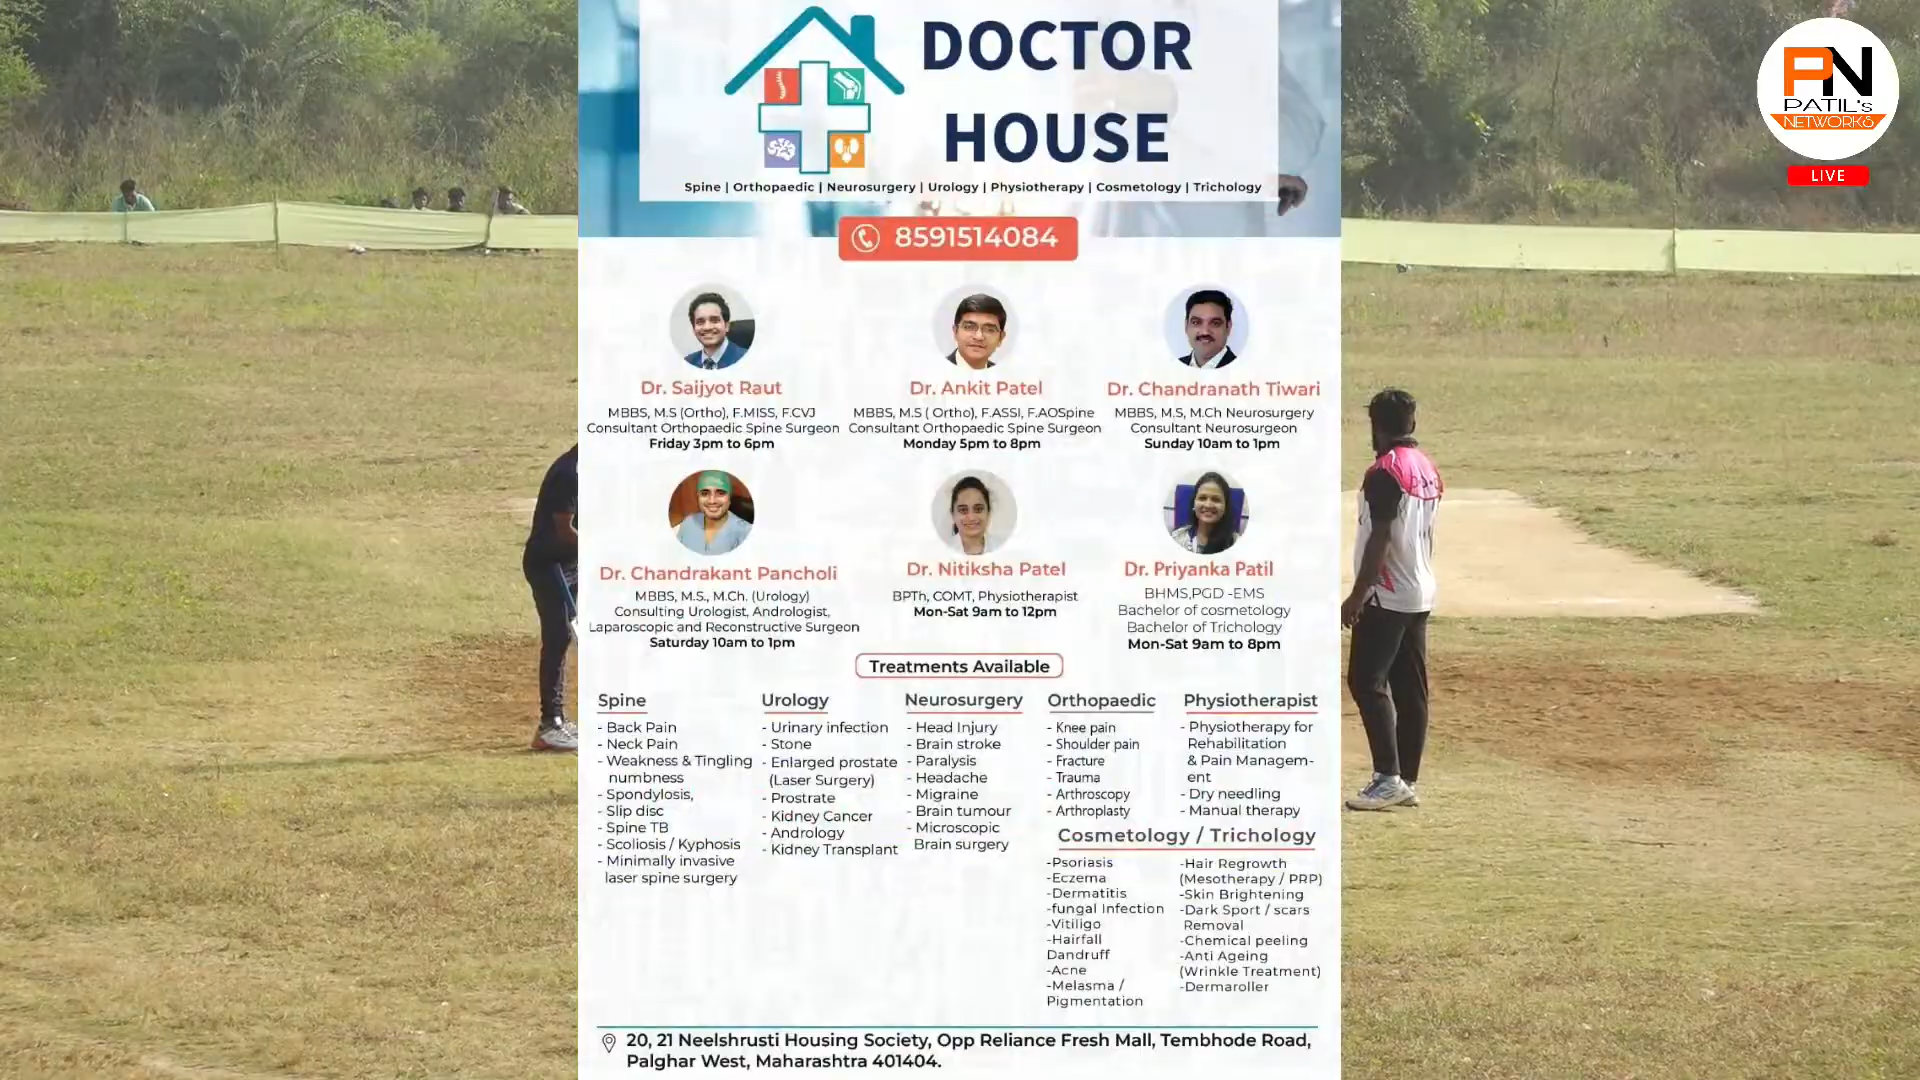 DOCTOR
HOUSE
Spine | Orthopaedic | Neurosurgery | Urology | Physiotherapy | Cosmetology | Trichology
8591514084
PN
PATIL's
NETWORKS
LIVE
Dr. Saijyot Raut
MBBS, M.S (Ortho), F.MISS, F.CVJ
Consultant Orthopaedic Spine Surgeon
Friday 3pm to 6pm
Dr. Ankit Patel
MBBS, M.S ( Ortho), F.ASSI, F.AOSpine
Consultant Orthopaedic Spine Surgeon
Monday 5pm to 8pm
Dr. Chandranath Tiwari
MBBS, M.S, M.Ch Neurosurgery
Consultant Neurosurgeon
Sunday 10am to 1pm
Dr. Chandrakant Pancholi
MBBS, M.S., M.Ch. (Urology)
Consulting Urologist, Andrologist,
Laparoscopic and Reconstructive Surgeon
Saturday 10am to 1pm
Dr. Nitiksha Patel
BPTh, COMT, Physiotherapist
Mon-Sat 9am to 12pm
Dr. Priyanka Patil
BHMS,PGD -EMS
Bachelor of cosmetology
Bachelor of Trichology
Mon-Sat 9am to 8pm
Treatments Available
Spine
- Back Pain
- Neck Pain
- Weakness & Tingling
numbness
- Spondylosis,
- Slip disc
- Spine TB
- Scoliosis / Kyphosis
- Minimally invasive
laser spine surgery
Urology
- Urinary infection
- Stone
- Enlarged prostate
(Laser Surgery)
- Prostrate
- Kidney Cancer
- Andrology
- Kidney Transplant
Neurosurgery
- Head Injury
- Brain stroke
- Paralysis
- Headache
- Migraine
- Brain tumour
- Microscopic
Brain surgery
Orthopaedic
- Knee pain
- Shoulder pain
- Fracture
- Trauma
- Arthroscopy
- Arthroplasty
Physiotherapist
- Physiotherapy for
Rehabilitation
& Pain Managem-
ent
- Dry needling
- Manual therapy
Cosmetology / Trichology
-Psoriasis
-Eczema
-Dermatitis
-fungal Infection
-Vitiligo
-Hairfall
Dandruff
-Acne
-Melasma /
Pigmentation
-Hair Regrowth
(Mesotherapy / PRP)
-Skin Brightening
-Dark Sport / scars
Removal
-Chemical peeling
-Anti Ageing
(Wrinkle Treatment)
-Dermaroller
20, 21 Neelshrusti Housing Society, Opp Reliance Fresh Mall, Tembhode Road,
Palghar West, Maharashtra 401404.